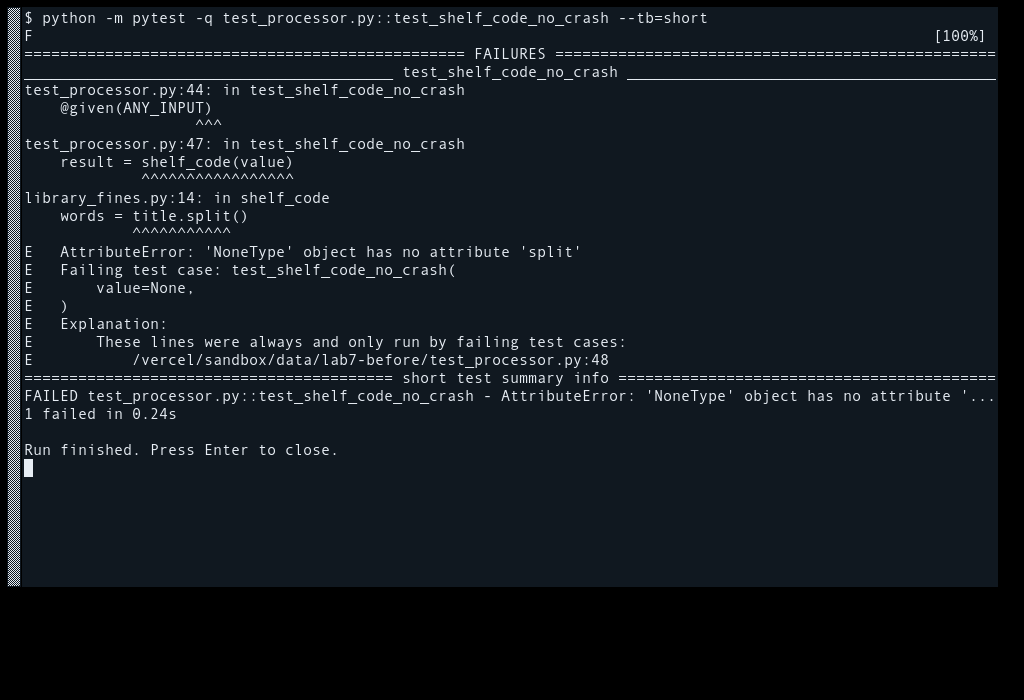 $ python -m pytest -q test_processor.py::test_shelf_code_no_crash --tb=short
F                                                                                                    [100%]
================================================= FAILURES =================================================
_________________________________________ test_shelf_code_no_crash _________________________________________
test_processor.py:44: in test_shelf_code_no_crash
    @given(ANY_INPUT)
                   ^^^
test_processor.py:47: in test_shelf_code_no_crash
    result = shelf_code(value)
             ^^^^^^^^^^^^^^^^^
library_fines.py:14: in shelf_code
    words = title.split()
            ^^^^^^^^^^^
E   AttributeError: 'NoneType' object has no attribute 'split'
E   Failing test case: test_shelf_code_no_crash(
E       value=None,
E   )
E   Explanation:
E       These lines were always and only run by failing test cases:
E           /vercel/sandbox/data/lab7-before/test_processor.py:48
========================================= short test summary info ==========================================
FAILED test_processor.py::test_shelf_code_no_crash - AttributeError: 'NoneType' object has no attribute '...
1 failed in 0.24s

Run finished. Press Enter to close.